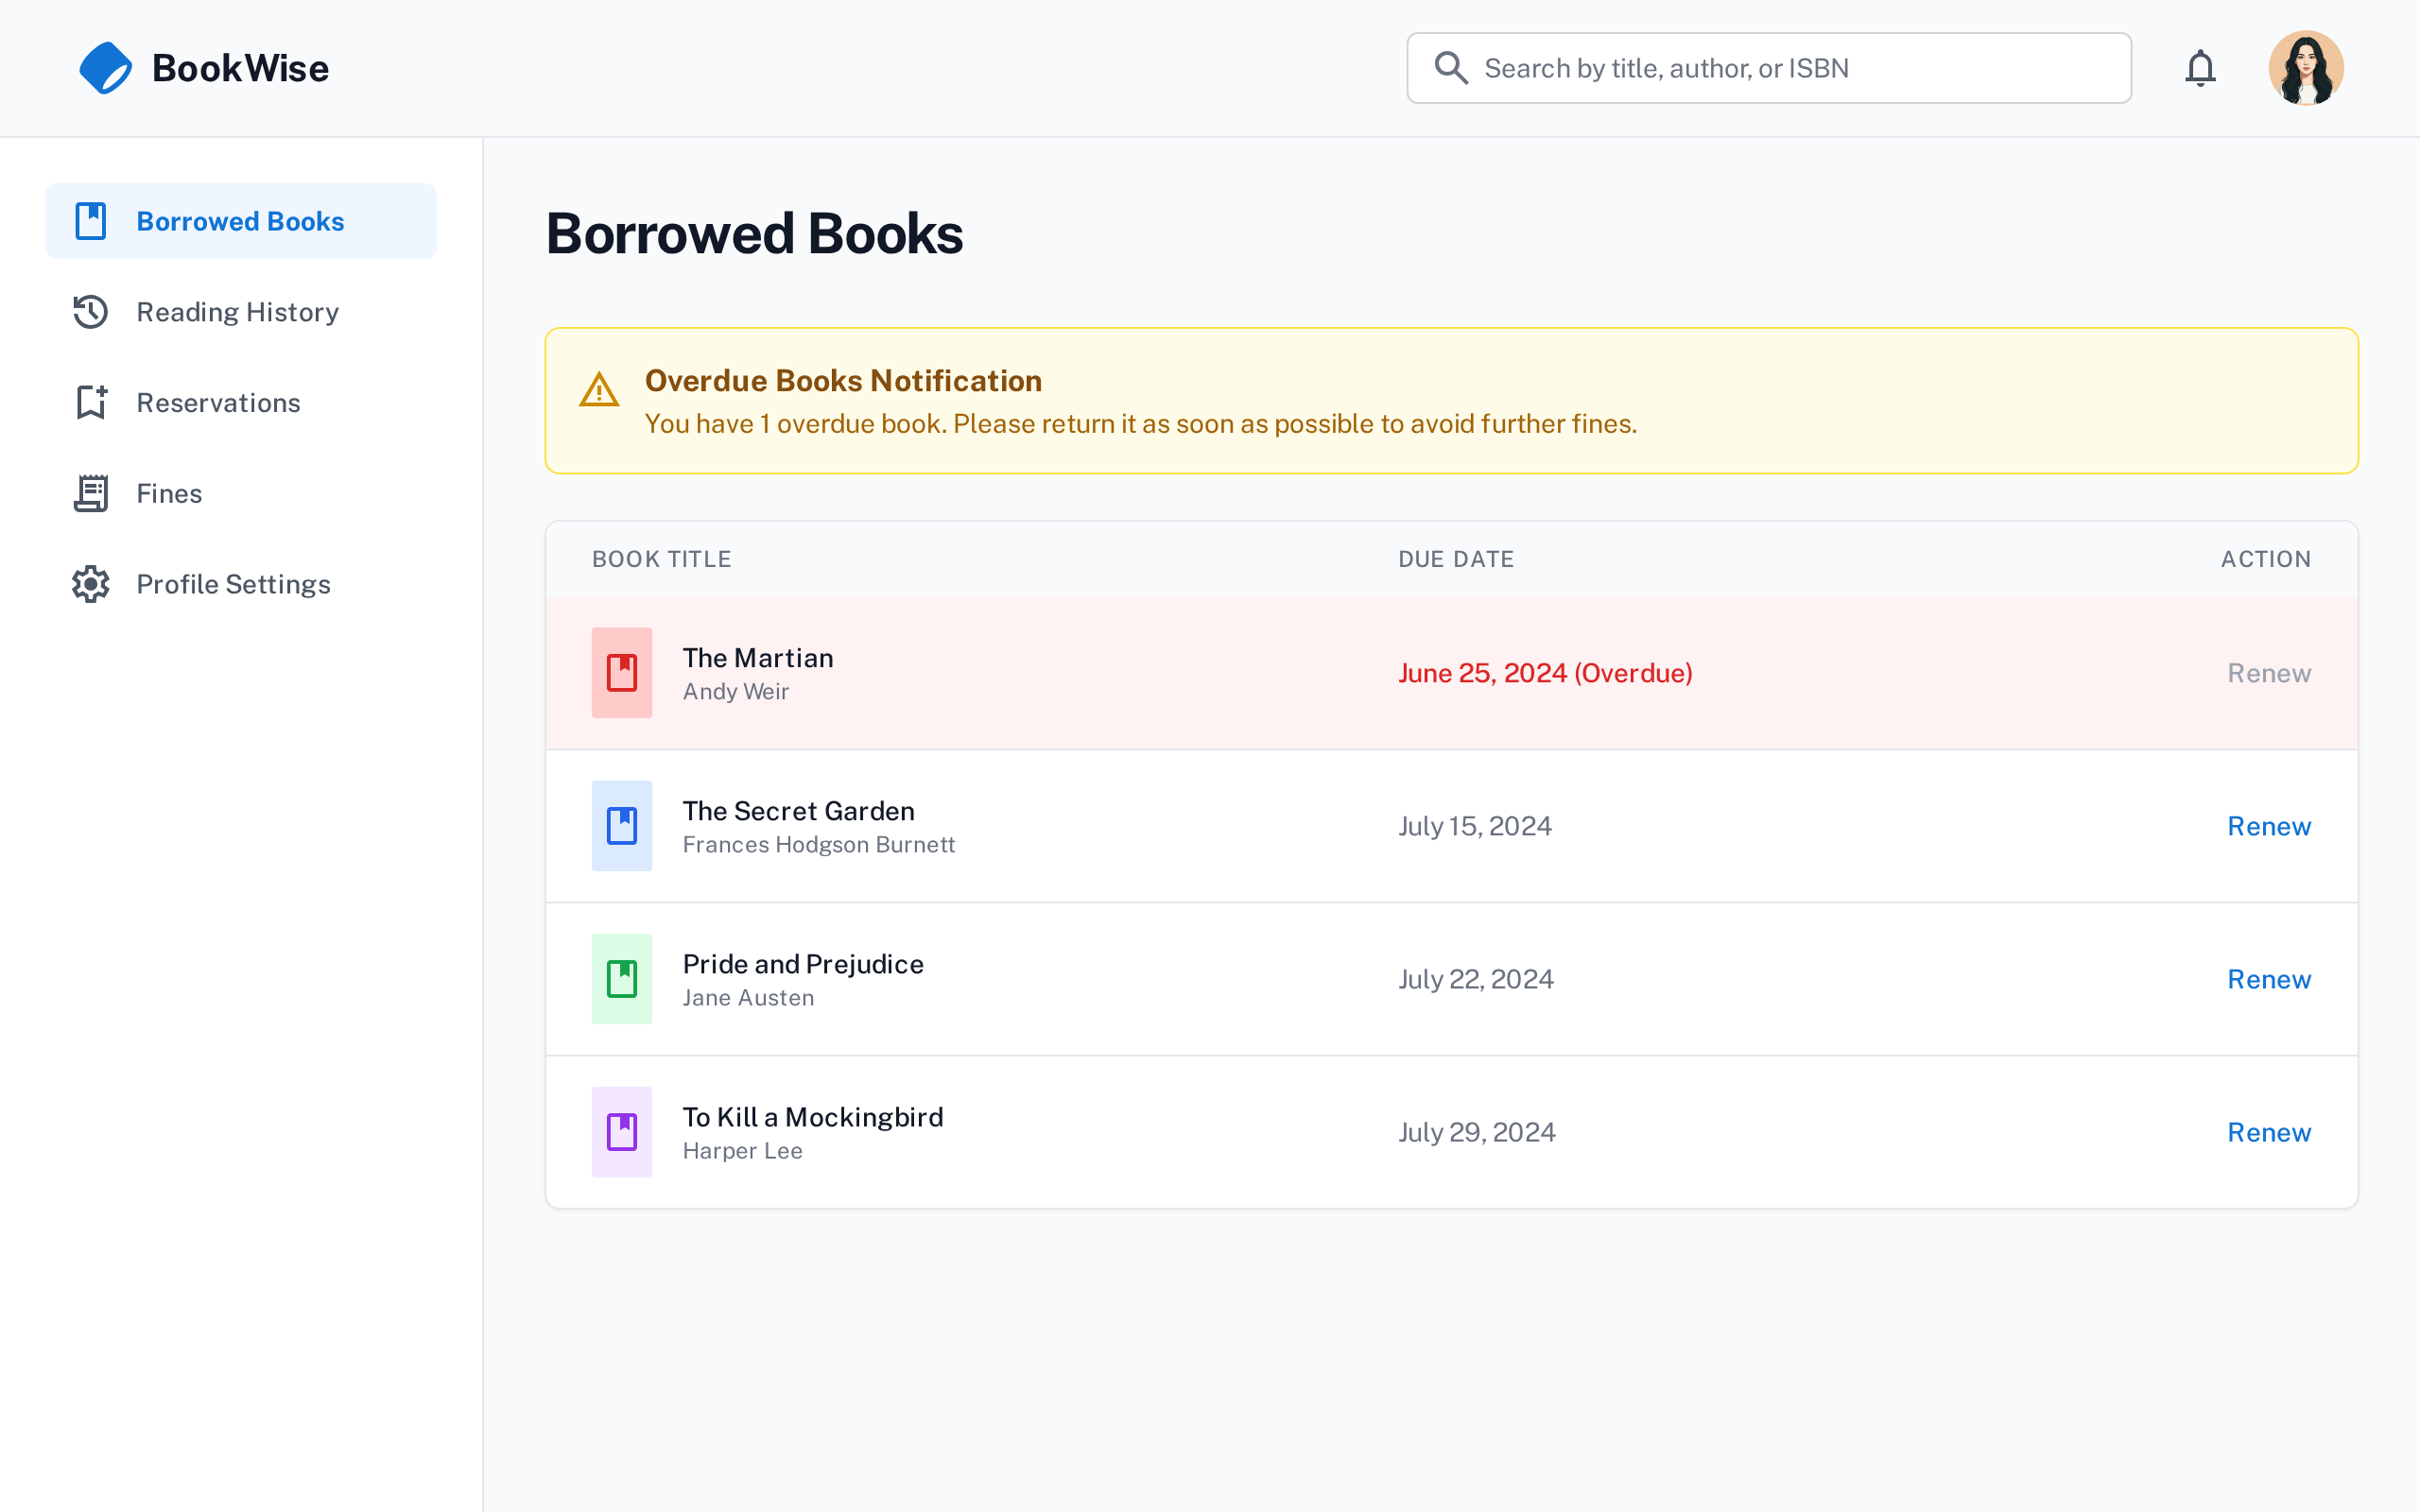 BookWise
Search by title, author, or ISBN
Borrowed Books
Reading History
Reservations
Fines
Profile Settings
Borrowed Books
Overdue Books Notification
You have 1 overdue book. Please return it as soon as possible to avoid further fines.
BOOK TITLE DUE DATE ACTION
The Martian
Andy Weir
June 25, 2024 (Overdue)
Renew
The Secret Garden
Frances Hodgson Burnett
July 15, 2024
Renew
Pride and Prejudice
Jane Austen
July 22, 2024
Renew
To Kill a Mockingbird
Harper Lee
July 29, 2024
Renew